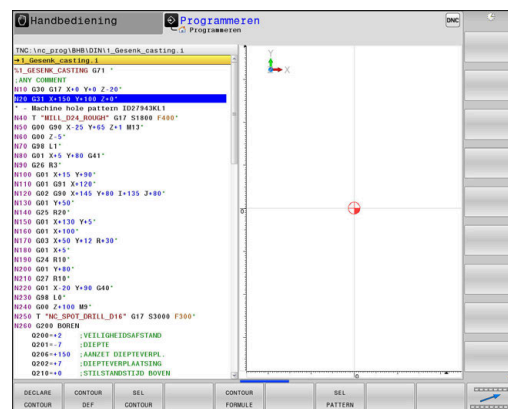 Handbediening
Programmeren
Programmeren
DNC
TNC:\nc_prog\BHB\DIN\1_Gesenk_casting.i
→1_Gesenk_casting.i
%1_GESENK_CASTING G71 *
;ANY COMMENT
N10 G30 G17 X+0 Y+0 Z-20*
N20 G31 X+150 Y+100 Z+0*
* - Machine hole pattern ID27943KL1
N40 T "MILL_D24_ROUGH" G17 S1800 F400*
N50 G00 G90 X-25 Y+65 Z+1 M13*
N60 G00 Z-5*
N70 G98 L1*
N80 G01 X+5 Y+80 G41*
N90 G26 R3*
N100 G01 X+15 Y+90*
N110 G01 G91 X+120*
N120 G02 G90 X+145 Y+80 I+135 J+80*
N130 G01 Y+50*
N140 G25 R20*
N150 G01 X+130 Y+5*
N160 G01 X+100*
N170 G03 X+50 Y+12 R+30*
N180 G01 X+5*
N190 G24 R10*
N200 G01 Y+80*
N210 G27 R10*
N220 G01 X-20 Y+90 G40*
N230 G98 L0*
N240 G00 Z+100 M9*
N250 T "NC_SPOT_DRILL_D16" G17 S3000 F300*
N260 G200 BOREN
Q200=+2 ;VEILIGHEIDSAFSTAND
Q201=-7 ;DIEPTE
Q206=+150 ;AANZET DIEPTEVERPL.
Q202=+7 ;DIEPTEVERPLAATSING
Q210=+0 ;STILSTANDSTIJD BOVEN
Y
X
0
0
DECLARE
CONTOUR
CONTOUR
DEF
SEL
CONTOUR
CONTOUR
FORMULE
SEL
PATTERN